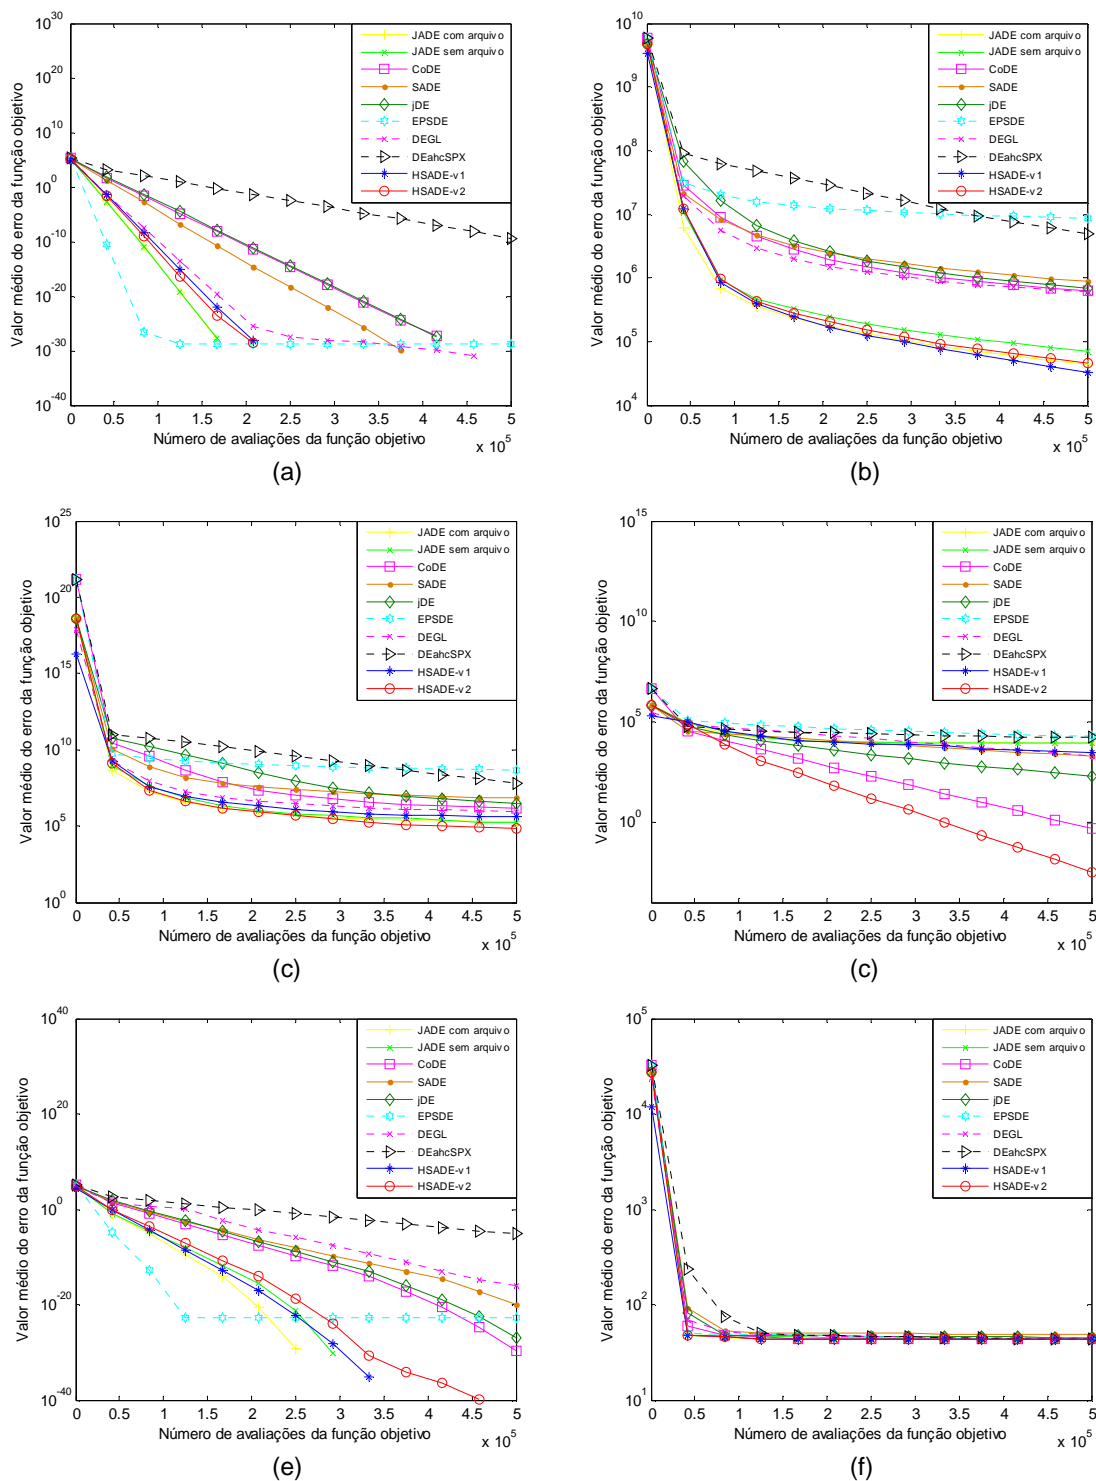 10^30
10^20
10^10
10^0
10^-10
10^-20
10^-30
10^-40
Valor médio do erro da função objetivo
0 0.5 1 1.5 2 2.5 3 3.5 4 4.5 5
x 10^5
Número de avaliações da função objetivo
JADE com arquivo
JADE sem arquivo
CoDE
SADE
jDE
EPSDE
DEGL
DEahcSPX
HSADE-v1
HSADE-v2
(a)
10^10
10^9
10^8
10^7
10^6
10^5
10^4
Valor médio do erro da função objetivo
0 0.5 1 1.5 2 2.5 3 3.5 4 4.5 5
x 10^5
Número de avaliações da função objetivo
JADE com arquivo
JADE sem arquivo
CoDE
SADE
jDE
EPSDE
DEGL
DEahcSPX
HSADE-v1
HSADE-v2
(b)
10^25
10^20
10^15
10^10
10^5
10^0
Valor médio do erro da função objetivo
0 0.5 1 1.5 2 2.5 3 3.5 4 4.5 5
x 10^5
Número de avaliações da função objetivo
JADE com arquivo
JADE sem arquivo
CoDE
SADE
jDE
EPSDE
DEGL
DEahcSPX
HSADE-v1
HSADE-v2
(c)
10^15
10^10
10^5
10^0
Valor médio do erro da função objetivo
0 0.5 1 1.5 2 2.5 3 3.5 4 4.5 5
x 10^5
Número de avaliações da função objetivo
JADE com arquivo
JADE sem arquivo
CoDE
SADE
jDE
EPSDE
DEGL
DEahcSPX
HSADE-v1
HSADE-v2
(c)
10^40
10^20
10^0
10^-20
10^-40
Valor médio do erro da função objetivo
0 0.5 1 1.5 2 2.5 3 3.5 4 4.5 5
x 10^5
Número de avaliações da função objetivo
JADE com arquivo
JADE sem arquivo
CoDE
SADE
jDE
EPSDE
DEGL
DEahcSPX
HSADE-v1
HSADE-v2
(e)
10^5
10^4
10^3
10^2
10^1
Valor médio do erro da função objetivo
0 0.5 1 1.5 2 2.5 3 3.5 4 4.5 5
x 10^5
Número de avaliações da função objetivo
JADE com arquivo
JADE sem arquivo
CoDE
SADE
jDE
EPSDE
DEGL
DEahcSPX
HSADE-v1
HSADE-v2
(f)